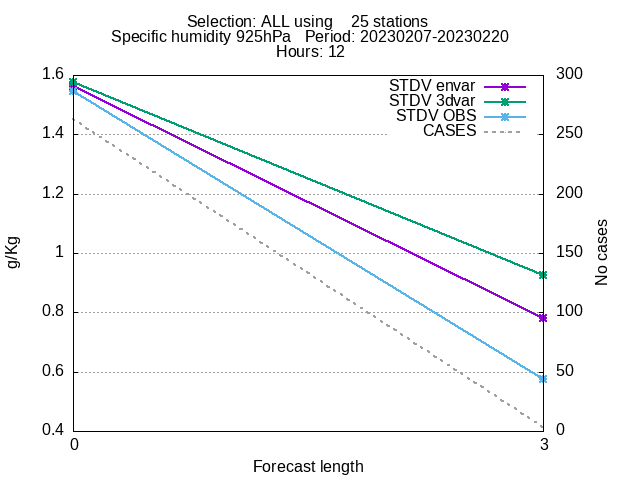 Selection: ALL using    25 stations
Specific humidity 925hPa   Period: 20230207-20230220
Hours: 12
STDV envar
STDV 3dvar
STDV OBS
CASES
1.6
1.4
1.2
1
0.8
0.6
0.4
300
250
200
150
100
50
0
g/Kg
No cases
0
3
Forecast length